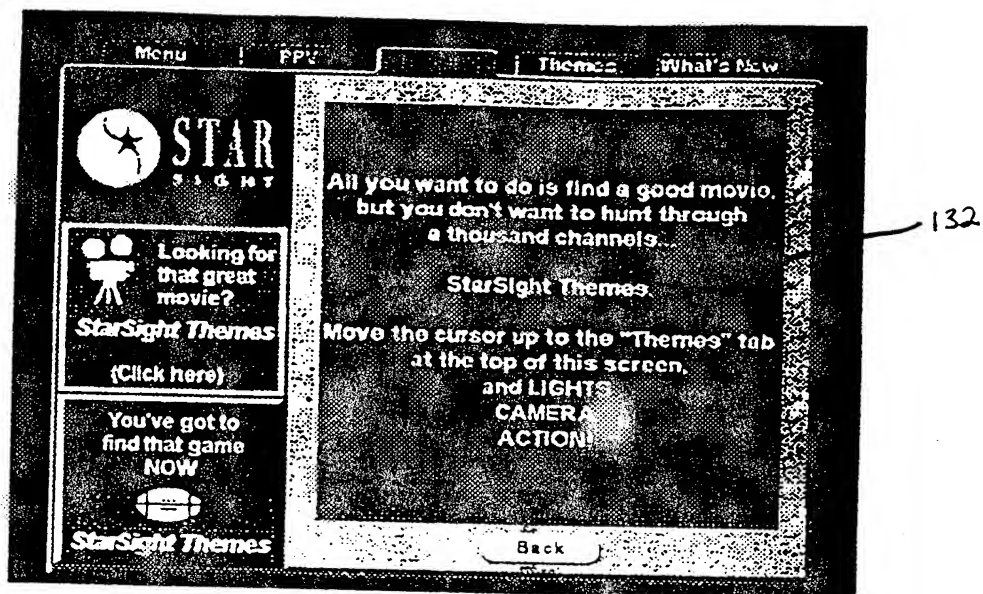 Menu PPV Themes What's New
STAR
SIGHT
Looking for
that great
movie?
StarSight Themes
(Click here)
You've got to
find that game
NOW
StarSight Themes
All you want to do is find a good movie,
but you don't want to hunt through
a thousand channels...
StarSight Themes.
Move the cursor up to the "Themes" tab
at the top of this screen,
and LIGHTS
CAMERA
ACTION!
Back
132